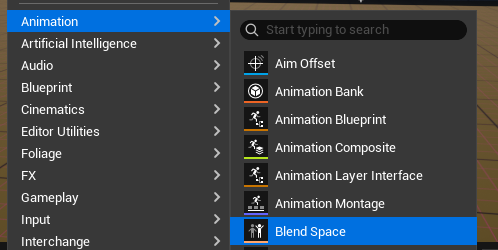 Animation
Artificial Intelligence
Audio
Blueprint
Cinematics
Editor Utilities
Foliage
FX
Gameplay
Input
Interchange
Start typing to search
Aim Offset
Animation Bank
Animation Blueprint
Animation Composite
Animation Layer Interface
Animation Montage
Blend Space